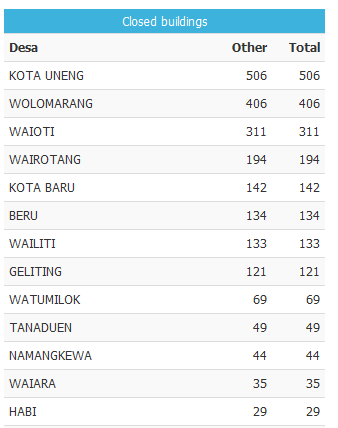 Closed buildings
Desa Other Total
KOTA UNENG 506 506
WOLOMARANG 406 406
WAIOTI 311 311
WAIROTANG 194 194
KOTA BARU 142 142
BERU 134 134
WAILITI 133 133
GELITING 121 121
WATUMILOK 69 69
TANADUEN 49 49
NAMANGKEWA 44 44
WAIARA 35 35
HABI 29 29